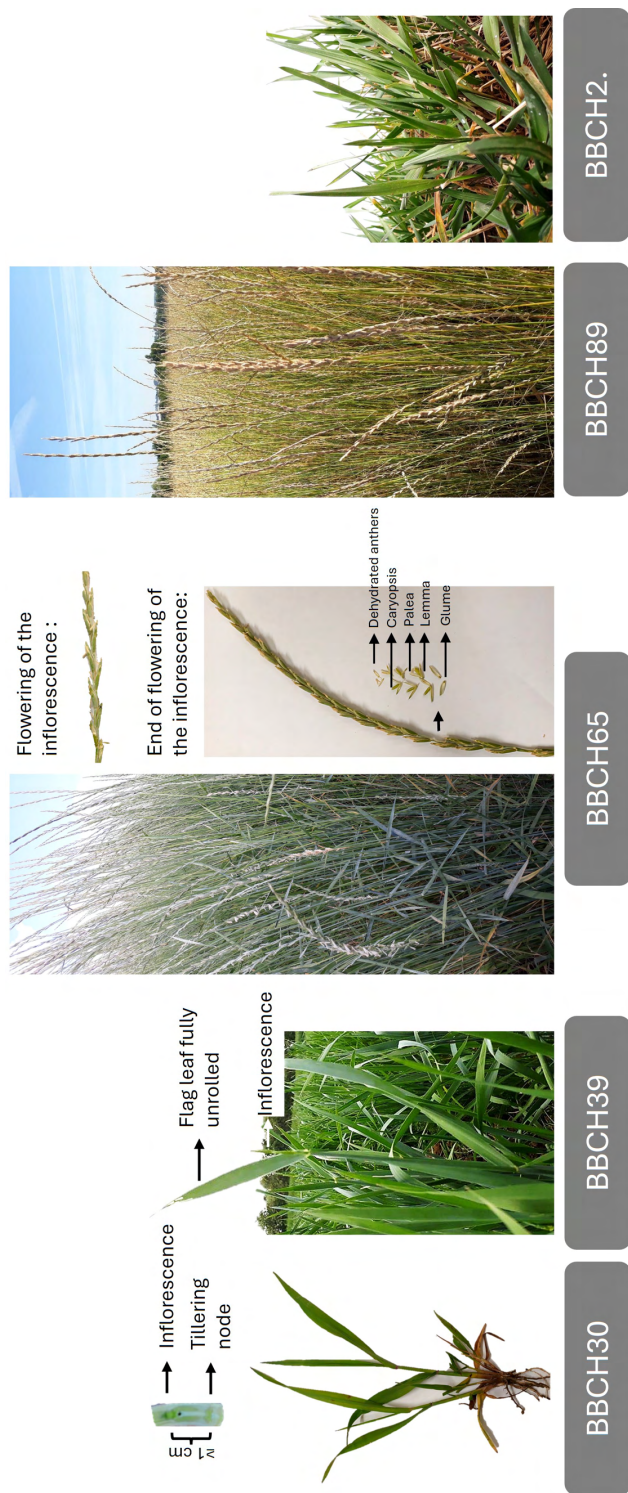 ≥1
cm
Inflorescence
Tillering
node
BBCH30
Flag leaf fully
unrolled
Inflorescence
BBCH39
Flowering of the
inflorescence :
End of flowering of
the inflorescence:
Dehydrated anthers
Caryopsis
Palea
Lemma
Glume
BBCH65
BBCH89
BBCH2.